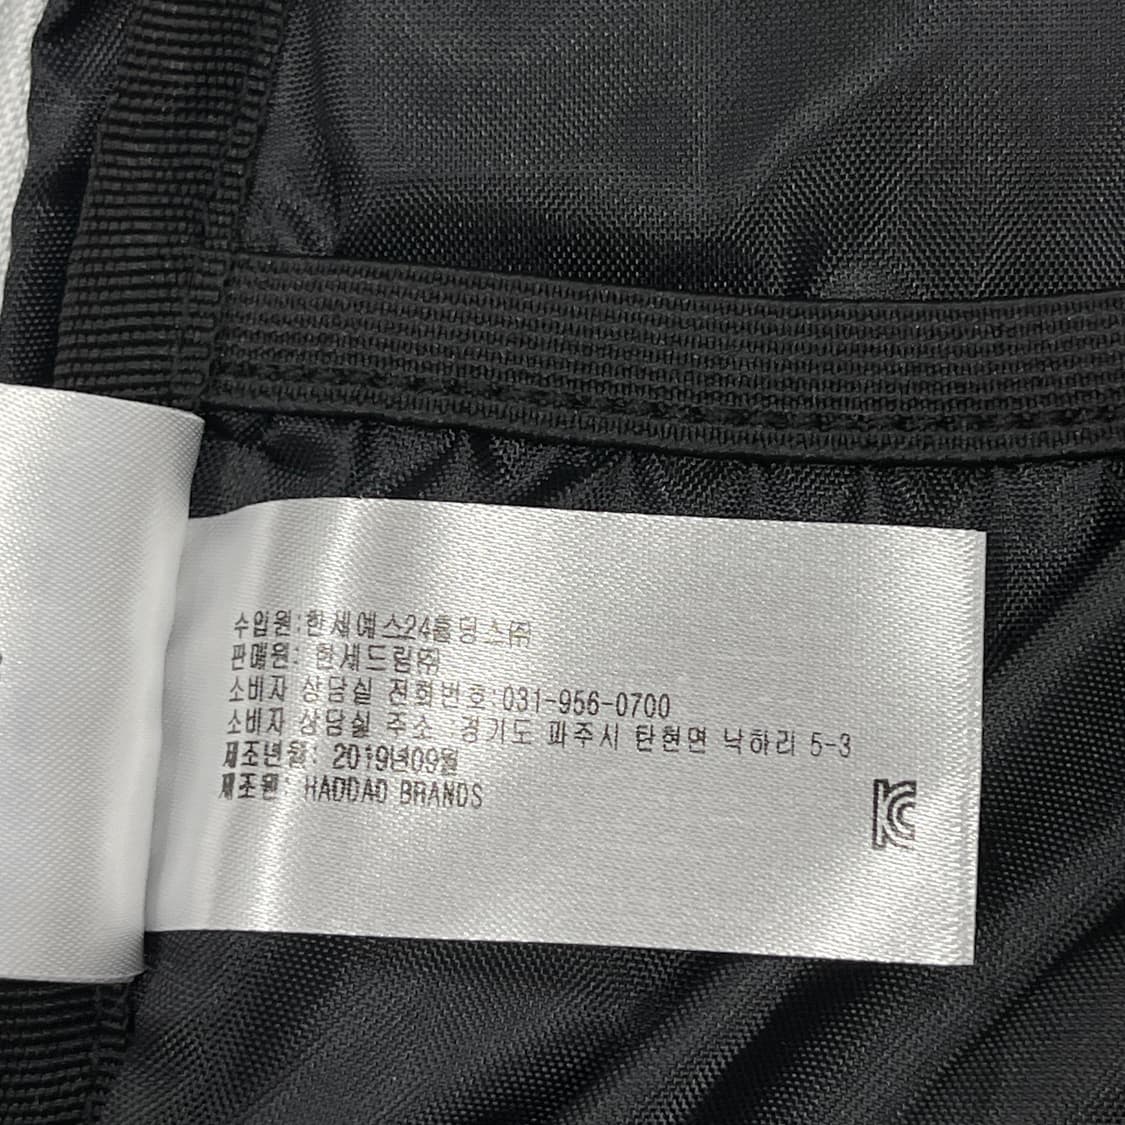 수입원:한세예스24홀딩스㈜
판매원: 한세드림㈜
소비자 상담실 전화번호:031-956-0700
소비자 상담실 주소 경기도 파주시 탄현면 낙하리 5-3
제조년월: 2019년09월
제조원: HADDAD BRANDS
KC